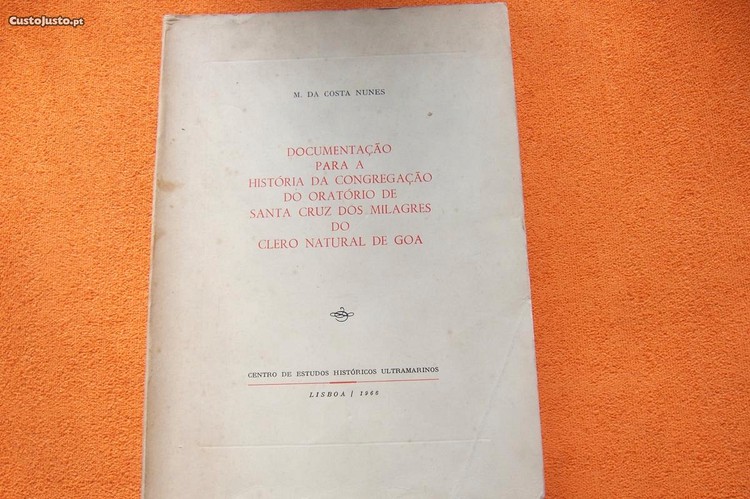 CustoJusto.pt
M. DA COSTA NUNES
DOCUMENTAÇÃO
PARA A
HISTÓRIA DA CONGREGAÇÃO
DO ORATÓRIO DE
SANTA CRUZ DOS MILAGRES
DO
CLERO NATURAL DE GOA
CENTRO DE ESTUDOS HISTÓRICOS ULTRAMARINOS
LISBOA / 1966